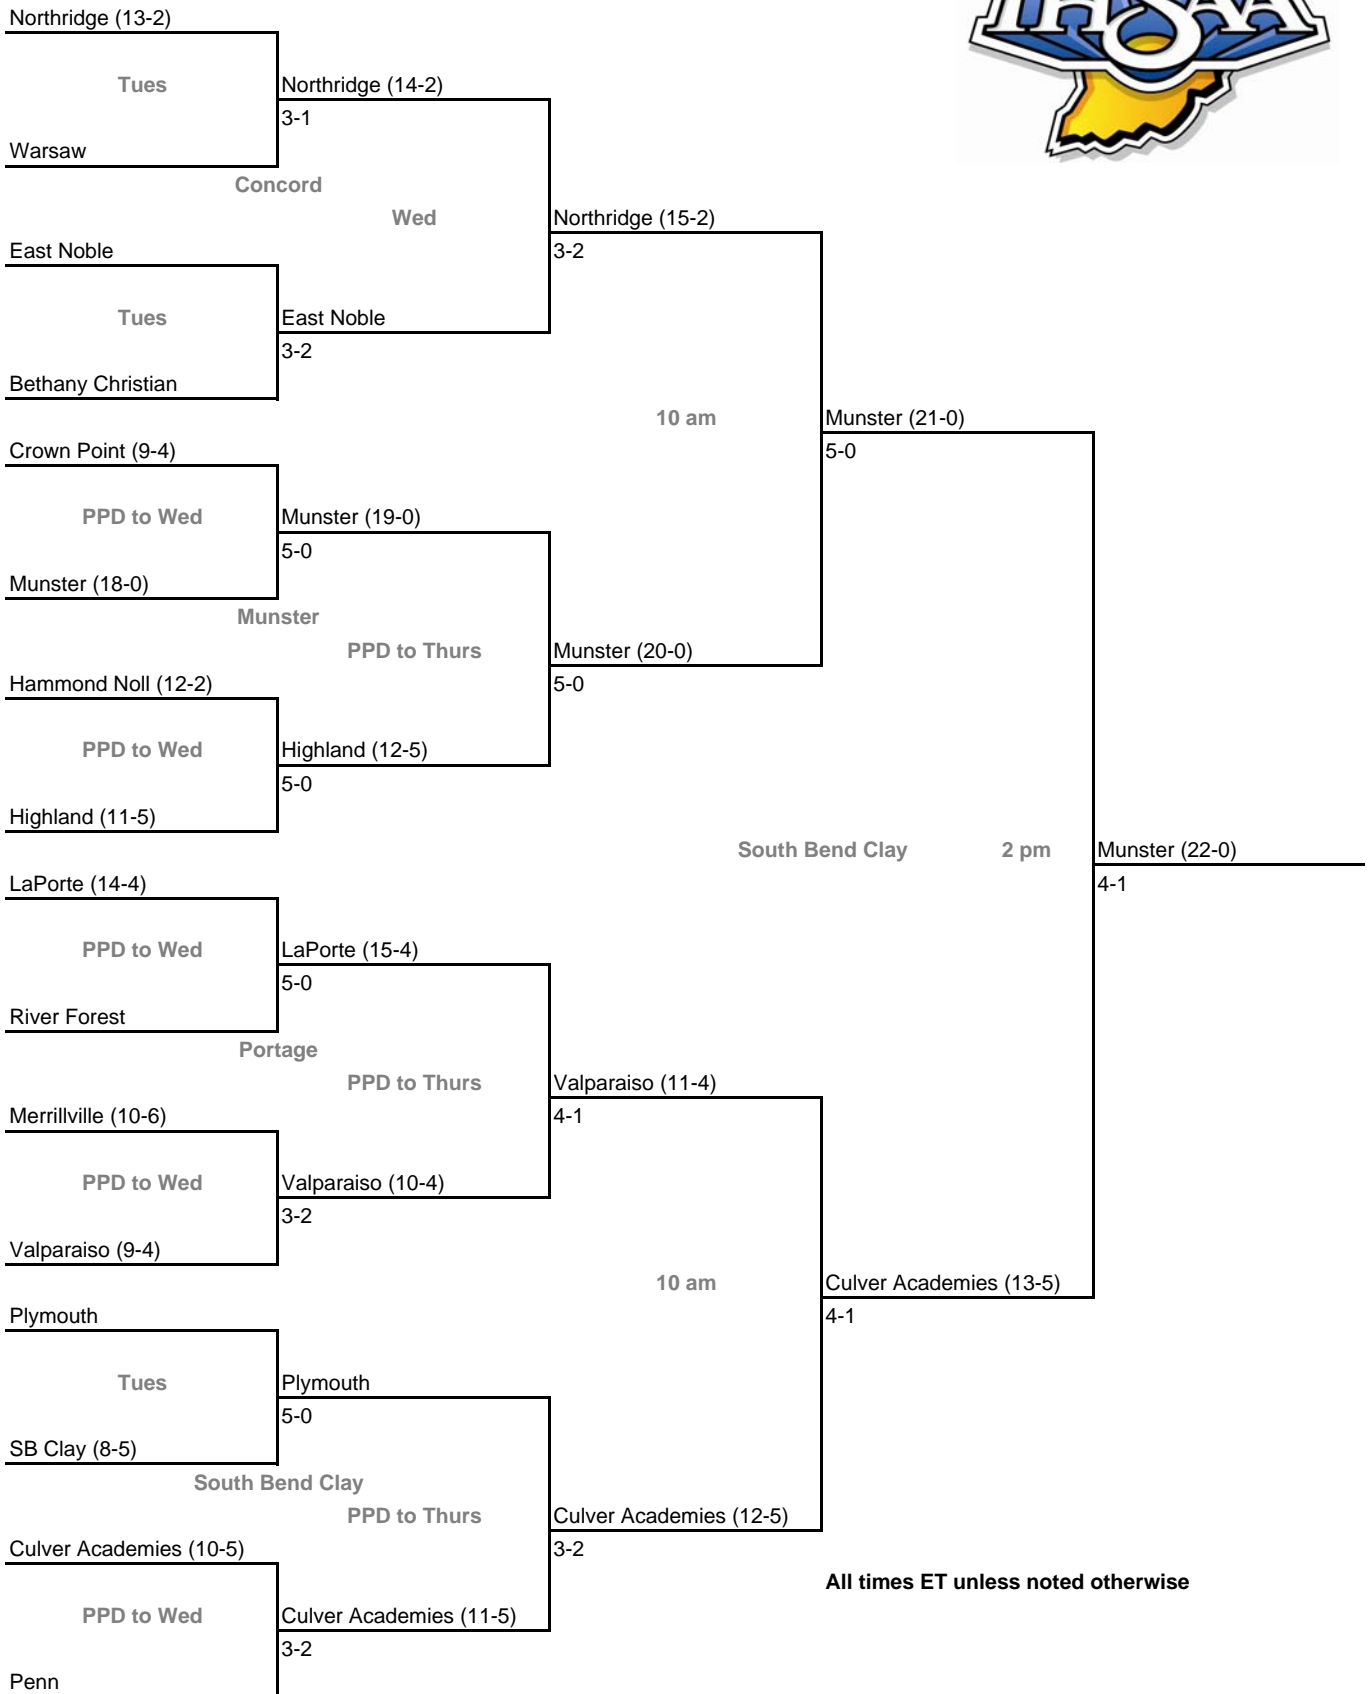 IHSAA
Northridge (13-2)
Tues
Northridge (14-2)
3-1
Warsaw
Concord
Wed
Northridge (15-2)
East Noble
3-2
Tues
East Noble
3-2
Bethany Christian
10 am
Munster (21-0)
Crown Point (9-4)
5-0
PPD to Wed
Munster (19-0)
5-0
Munster (18-0)
Munster
PPD to Thurs
Munster (20-0)
Hammond Noll (12-2)
5-0
PPD to Wed
Highland (12-5)
5-0
Highland (11-5)
South Bend Clay
2 pm
Munster (22-0)
LaPorte (14-4)
4-1
PPD to Wed
LaPorte (15-4)
5-0
River Forest
Portage
PPD to Thurs
Valparaiso (11-4)
Merrillville (10-6)
4-1
PPD to Wed
Valparaiso (10-4)
3-2
Valparaiso (9-4)
10 am
Culver Academies (13-5)
Plymouth
4-1
Tues
Plymouth
5-0
SB Clay (8-5)
South Bend Clay
PPD to Thurs
Culver Academies (12-5)
Culver Academies (10-5)
3-2
All times ET unless noted otherwise
PPD to Wed
Culver Academies (11-5)
3-2
Penn